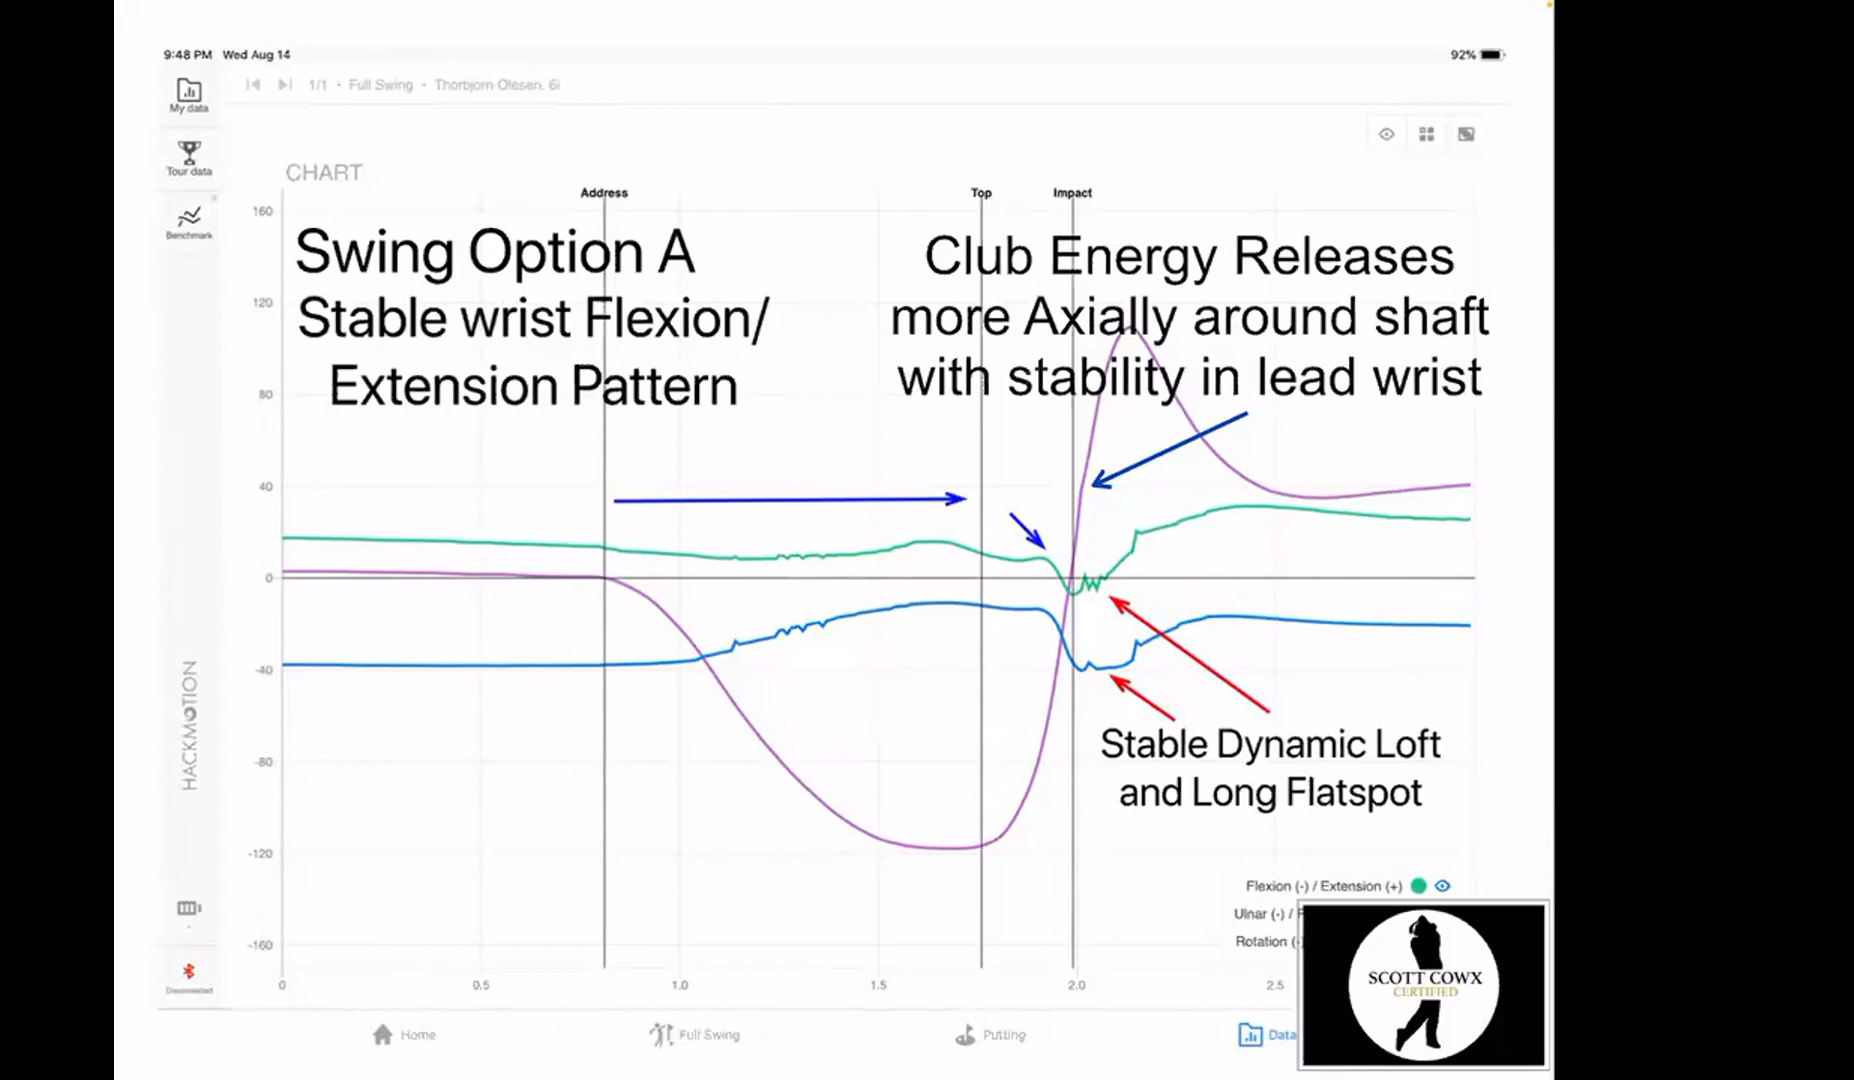 9:48 PM Wed Aug 14
92%
My data
1/1 • Full Swing • Thorbjorn Olesen. 6i
Tour data
CHART
Benchmark
Address
Top
Impact
Swing Option A
Stable wrist Flexion/
Extension Pattern
Club Energy Releases
more Axially around shaft
with stability in lead wrist
160
120
80
40
0
-40
-80
-120
-160
Stable Dynamic Loft
and Long Flatspot
HACKMOTION
Flexion (-) / Extension (+)
Ulnar (-) /
Rotation (-)
0 0.5 1.0 1.5 2.0 2.5
Disconnected
SCOTT COWX
CERTIFIED
Home
Full Swing
Putting
Data